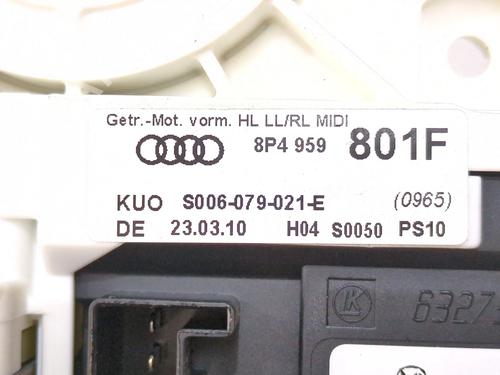 Getr.-Mot. vorm. HL LL/RL MIDI
8P4 959 801F
KUO S006-079-021-E (0965)
DE 23.03.10 H04 S0050 PS10
K 6327